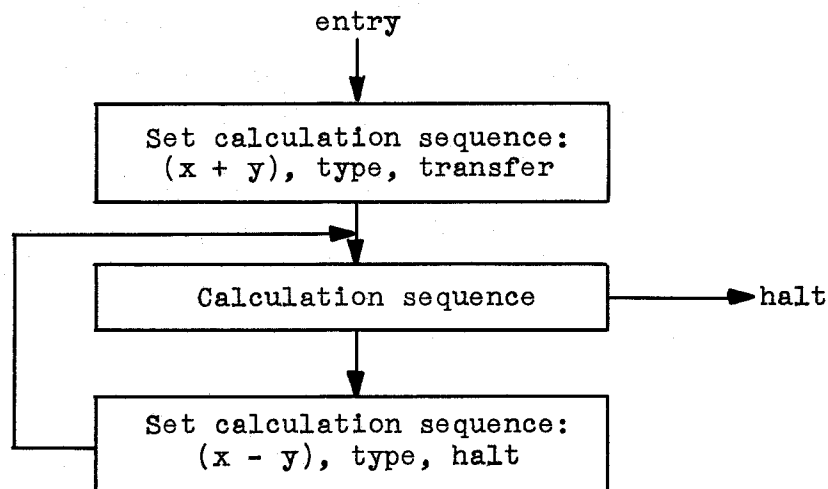 entry
Set calculation sequence:
(x + y), type, transfer
Calculation sequence
halt
Set calculation sequence:
(x - y), type, halt